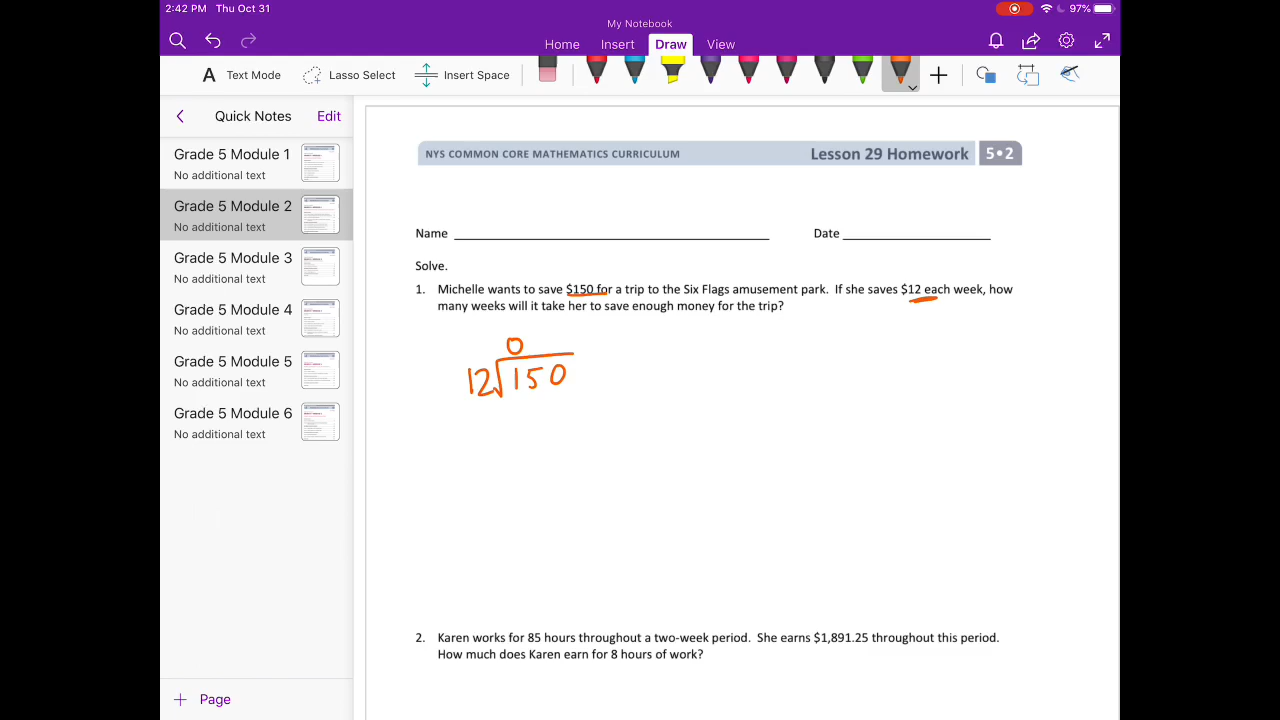 2:42 PM Thu Oct 31
97%
My Notebook
Home Insert Draw View
A Text Mode Lasso Select Insert Space
Quick Notes Edit
Grade 5 Module 1
No additional text
Grade 5 Module 2
No additional text
Grade 5 Module 3
No additional text
Grade 5 Module 4
No additional text
Grade 5 Module 5
No additional text
Grade 5 Module 6
No additional text
Page
NYS COMMON CORE MATHEMATICS CURRICULUM Lesson 29 Homework 5•2
Name Date
Solve.
1. Michelle wants to save $150 for a trip to the Six Flags amusement park. If she saves $12 each week, how
many weeks will it take her to save enough money for the trip?
0
12 150
2. Karen works for 85 hours throughout a two-week period. She earns $1,891.25 throughout this period.
How much does Karen earn for 8 hours of work?